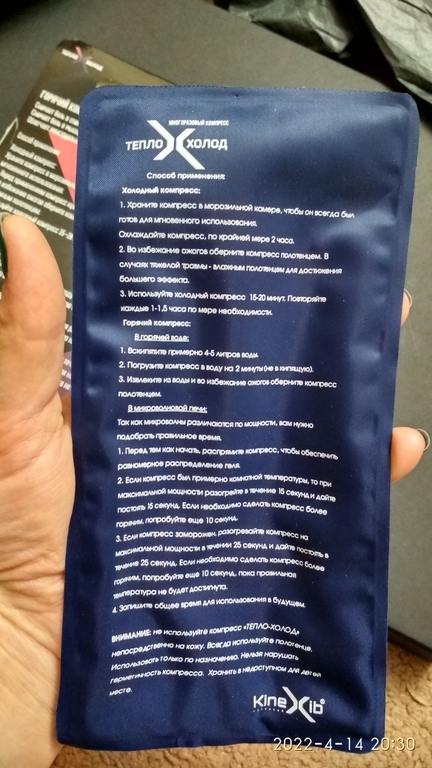 МНОГОРАЗОВЫЙ КОМПРЕСС
ТЕПЛО ХОЛОД
Способ применения:
Холодный компресс:
1. Храните компресс в морозильной камере, чтобы он всегда был
готов для мгновенного использования.
Охлаждайте компресс, по крайней мере 2 часа.
2. Во избежание ожогов оберните компресс полотенцем. В
случаях тяжелой травмы - влажным полотенцем для достижения
большего эффекта.
3. Используйте холодный компресс 15-20 минут. Повторяйте
каждые 1-1,5 часа по мере необходимости.
Горячий компресс:
В горячей воде:
1. Вскипятите примерно 4-5 литров воды.
2. Погрузите компресс в воду на 2 минуты (не в кипящую).
3. Извлеките из воды и во избежание ожогов оберните компресс
полотенцем.
В микроволновой печи:
Так как микроволны различаются по мощности, вам нужно
подобрать правильное время.
1. Перед тем как начать, распрямите компресс, чтобы обеспечить
равномерное распределение геля.
2. Если компресс был примерно комнатной температуры, то при
максимальной мощности разогрейте в течение 15 секунд и дайте
постоять 15 секунд. Если необходимо сделать компресс более
горячим, попробуйте еще 10 секунд.
3. Если компресс заморожен, разогревайте компресс на
максимальной мощности в течении 25 секунд и дайте постоять в
течение 25 секунд. Если необходимо сделать компресс более
горячим, попробуйте еще 10 секунд, пока правильная
температура не будет достигнута.
4. Запишите общее время для использования в будущем.
ВНИМАНИЕ: не используйте компресс «ТЕПЛО-ХОЛОД»
непосредственно на кожу. Всегда используйте полотенце.
Использовать только по назначению. Нельзя нарушать
герметичность компресса. Хранить в недоступном для детей
месте.
KineXib®
2022-4-14 20:30